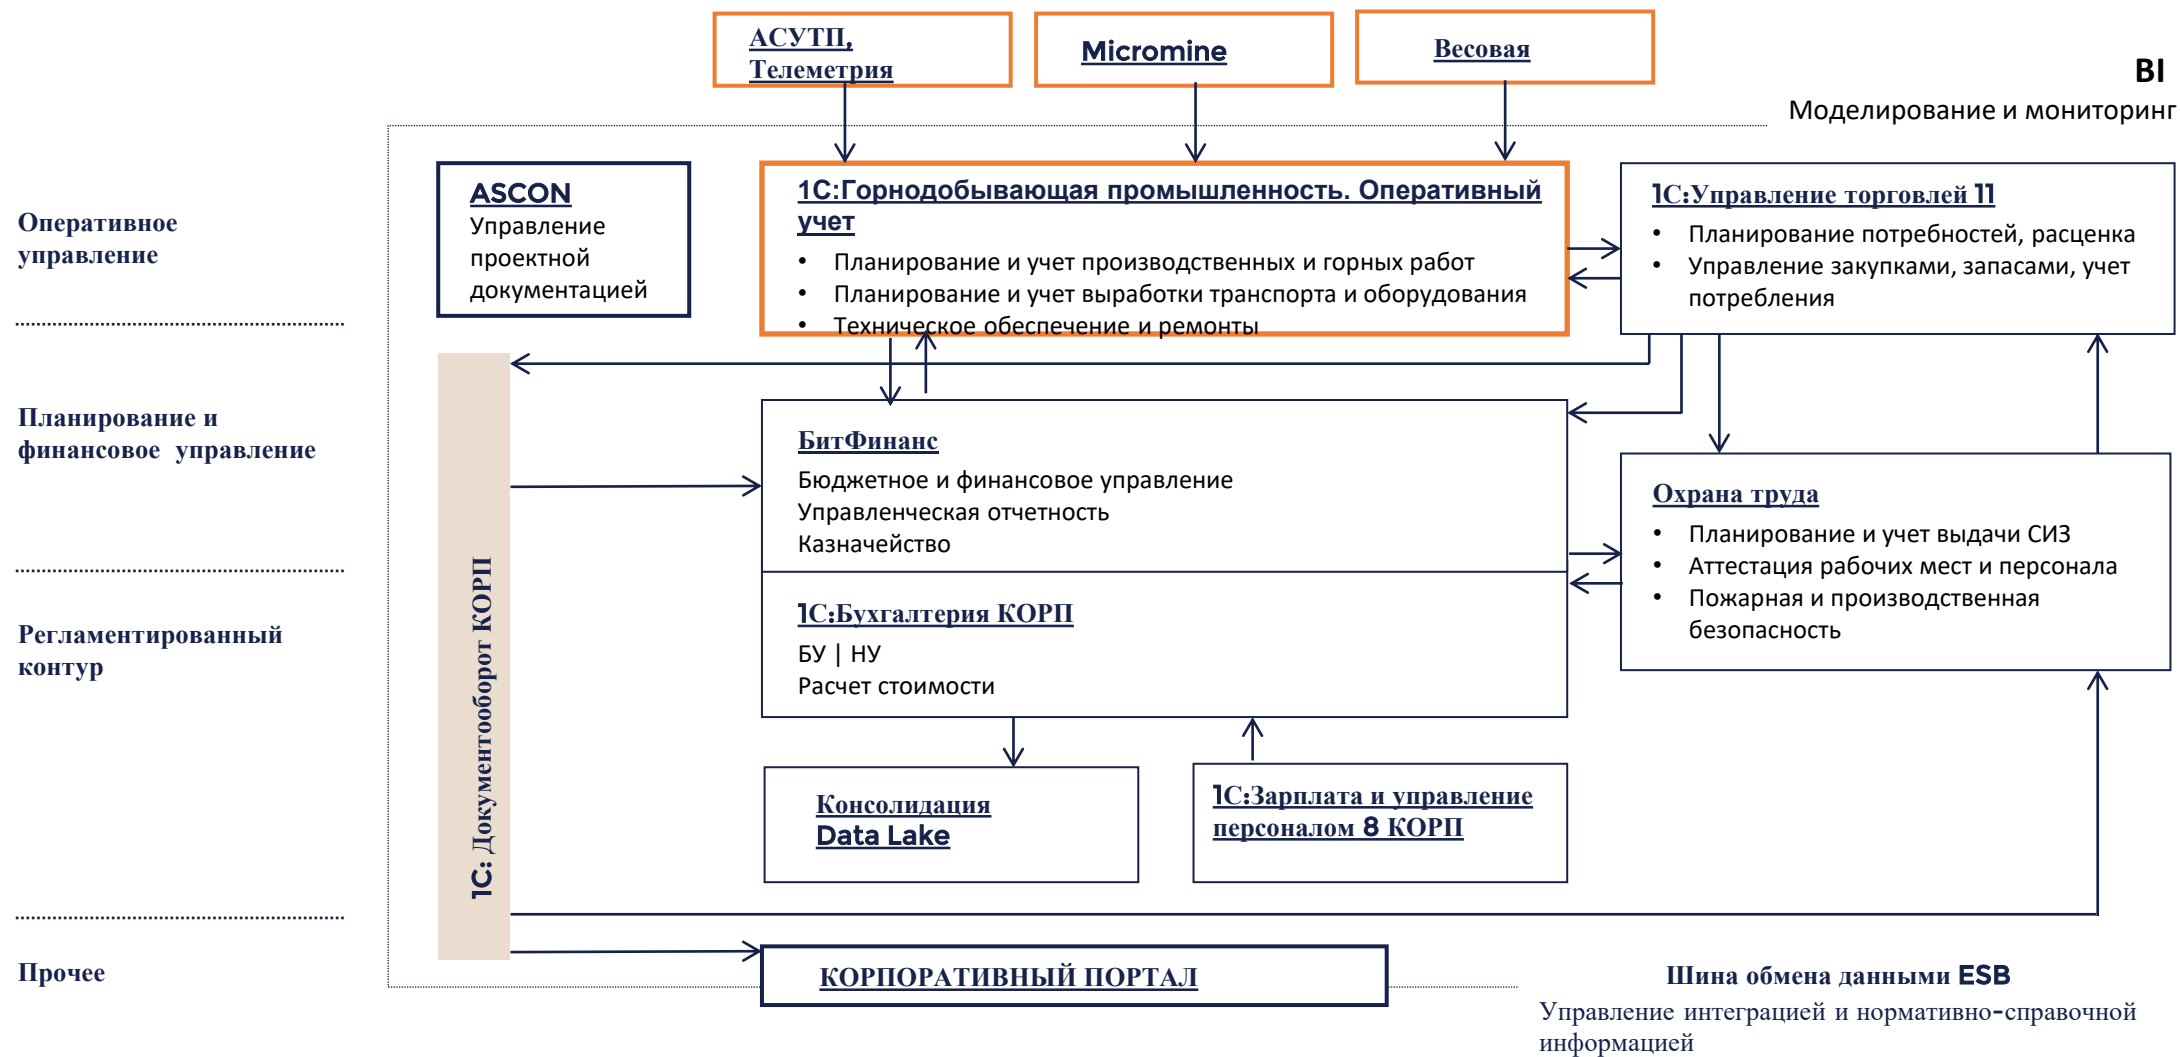 АСУТП,
Телеметрия
Micromine
Весовая
BI
Моделирование и мониторинг
Оперативное
управление
ASCON
Управление
проектной
документацией
1С:Горнодобывающая промышленность. Оперативный
учет
• Планирование и учет производственных и горных работ
• Планирование и учет выработки транспорта и оборудования
• Техническое обеспечение и ремонты
1С:Управление торговлей 11
• Планирование потребностей, расценка
• Управление закупками, запасами, учет
потребления
Планирование и
финансовое управление
БитФинанс
Бюджетное и финансовое управление
Управленческая отчетность
Казначейство
Охрана труда
• Планирование и учет выдачи СИЗ
• Аттестация рабочих мест и персонала
• Пожарная и производственная
безопасность
Регламентированный
контур
1С: Документооборот КОРП
1С:Бухгалтерия КОРП
БУ | НУ
Расчет стоимости
Консолидация
Data Lake
1С:Зарплата и управление
персоналом 8 КОРП
Прочее
КОРПОРАТИВНЫЙ ПОРТАЛ
Шина обмена данными ESB
Управление интеграцией и нормативно-справочной
информацией